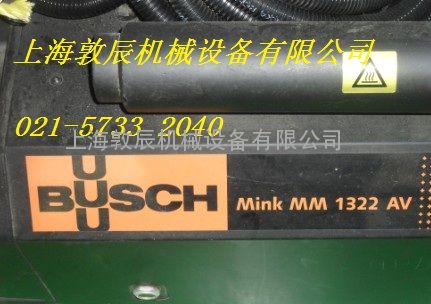 上海敦辰机械设备有限公司
021-5733 2040
上海敦辰机械设备有限公司
U
BUSCH
U
Mink MM 1322 AV